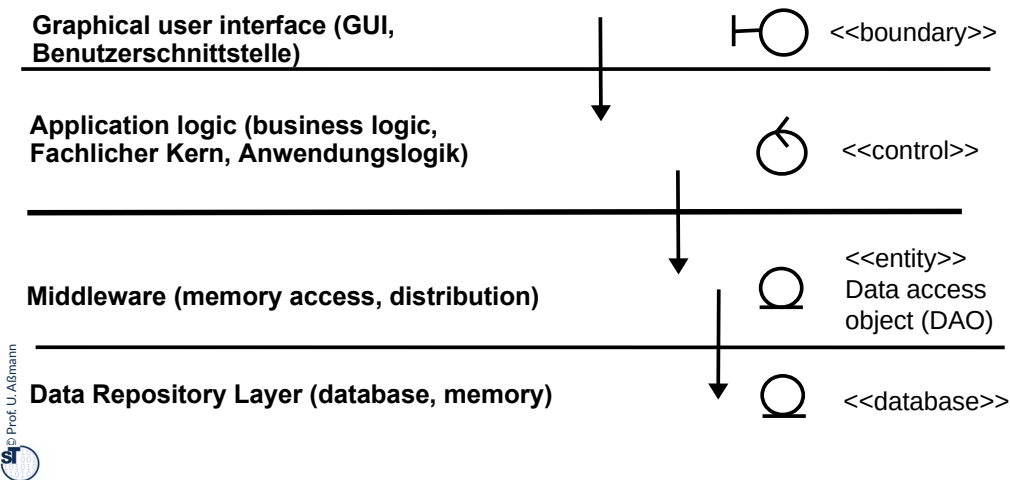 Graphical user interface (GUI,
Benutzerschnittstelle)
<<boundary>>
Application logic (business logic,
Fachlicher Kern, Anwendungslogik)
<<control>>
Middleware (memory access, distribution)
<<entity>>
Data access
object (DAO)
Data Repository Layer (database, memory)
<<database>>
© Prof. U. Aßmann
ST